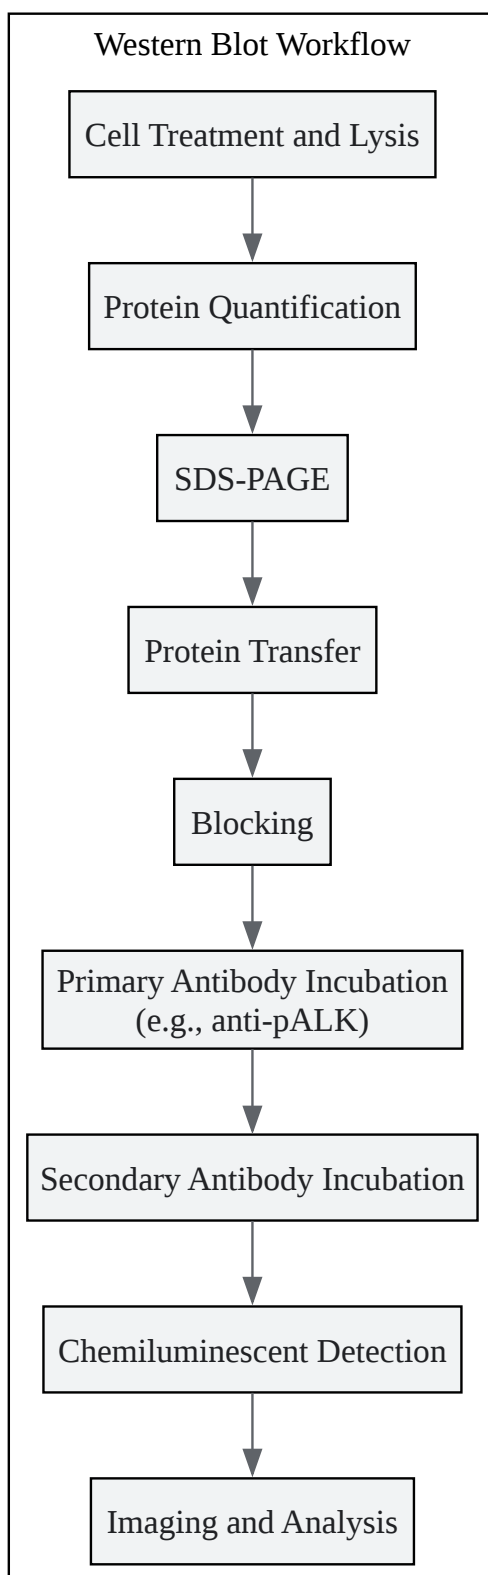 Western Blot Workflow
Cell Treatment and Lysis
Protein Quantification
SDS-PAGE
Protein Transfer
Blocking
Primary Antibody Incubation
(e.g., anti-pALK)
Secondary Antibody Incubation
Chemiluminescent Detection
Imaging and Analysis